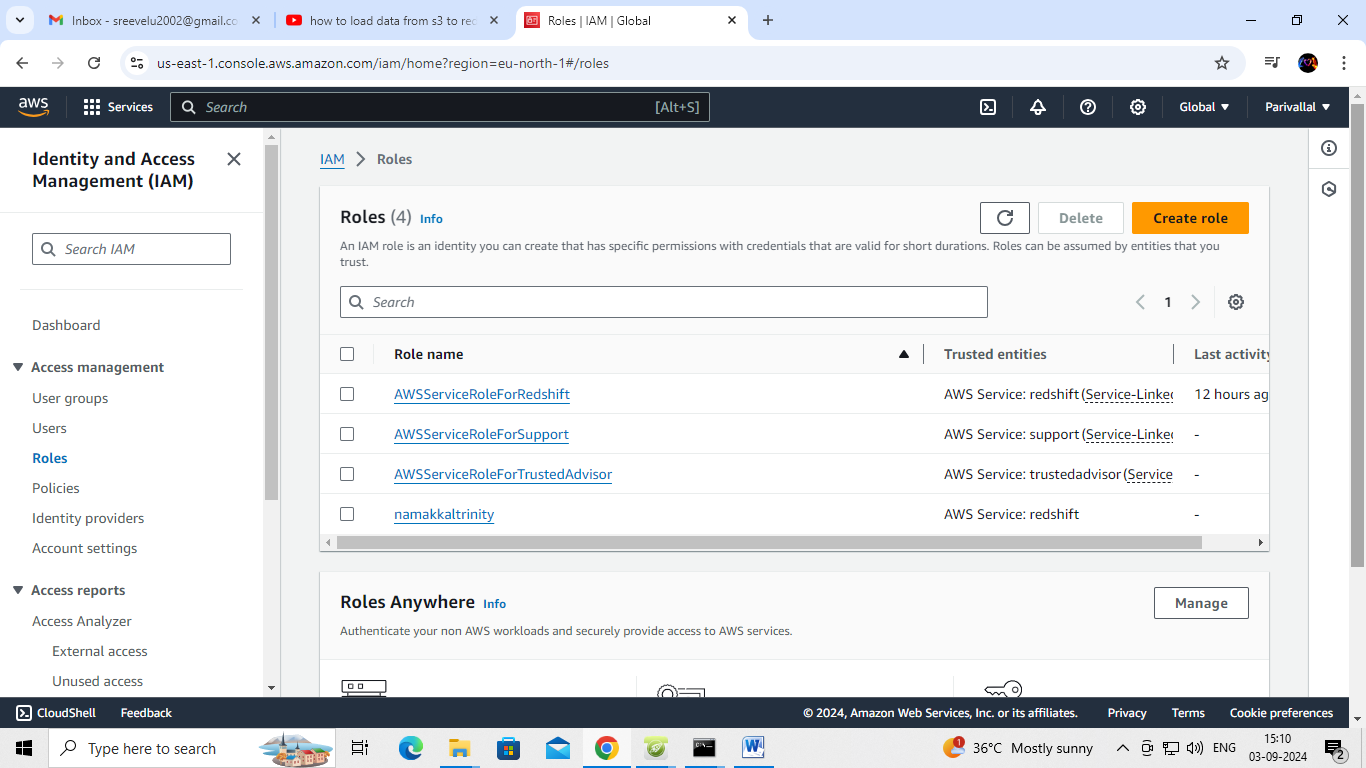 Inbox - sreevelu2002@gmail.co
how to load data from s3 to rec
Roles | IAM | Global
us-east-1.console.aws.amazon.com/iam/home?region=eu-north-1#/roles
aws
Services
Search
[Alt+S]
Global
Parivallal
Identity and Access
Management (IAM)
Search IAM
Dashboard
Access management
User groups
Users
Roles
Policies
Identity providers
Account settings
Access reports
Access Analyzer
External access
Unused access
IAM
Roles
Roles (4) Info
Delete
Create role
An IAM role is an identity you can create that has specific permissions with credentials that are valid for short durations. Roles can be assumed by entities that you
trust.
Search
1
Role name
Trusted entities
Last activity
AWSServiceRoleForRedshift
AWS Service: redshift (Service-Linked
12 hours ag
AWSServiceRoleForSupport
AWS Service: support (Service-Linked
-
AWSServiceRoleForTrustedAdvisor
AWS Service: trustedadvisor (Service
-
namakkaltrinity
AWS Service: redshift
-
Roles Anywhere Info
Manage
Authenticate your non AWS workloads and securely provide access to AWS services.
CloudShell
Feedback
© 2024, Amazon Web Services, Inc. or its affiliates.
Privacy
Terms
Cookie preferences
Type here to search
1
36°C Mostly sunny
ENG
15:10
03-09-2024
2